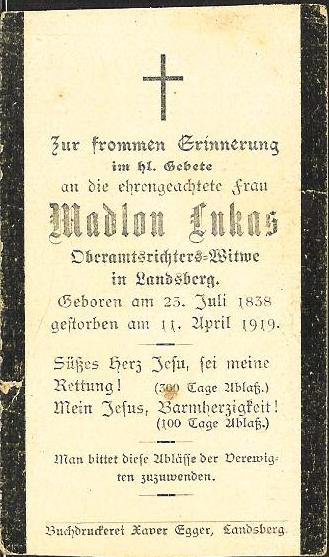 Zur frommen Erinnerung
im hl. Gebete
an die ehrengeachtete Frau
Madlon Lukas
Oberamtsrichters-Witwe
in Landsberg.
Geboren am 23. Juli 1838
gestorben am 11. April 1919.
Süßes Herz Jesu, sei meine
Rettung! (300 Tage Ablaß.)
Mein Jesus, Barmherzigkeit!
(100 Tage Ablaß.)
Man bittet diese Ablässe der Verewig-
ten zuzuwenden.
Buchdruckerei Xaver Egger, Landsberg.